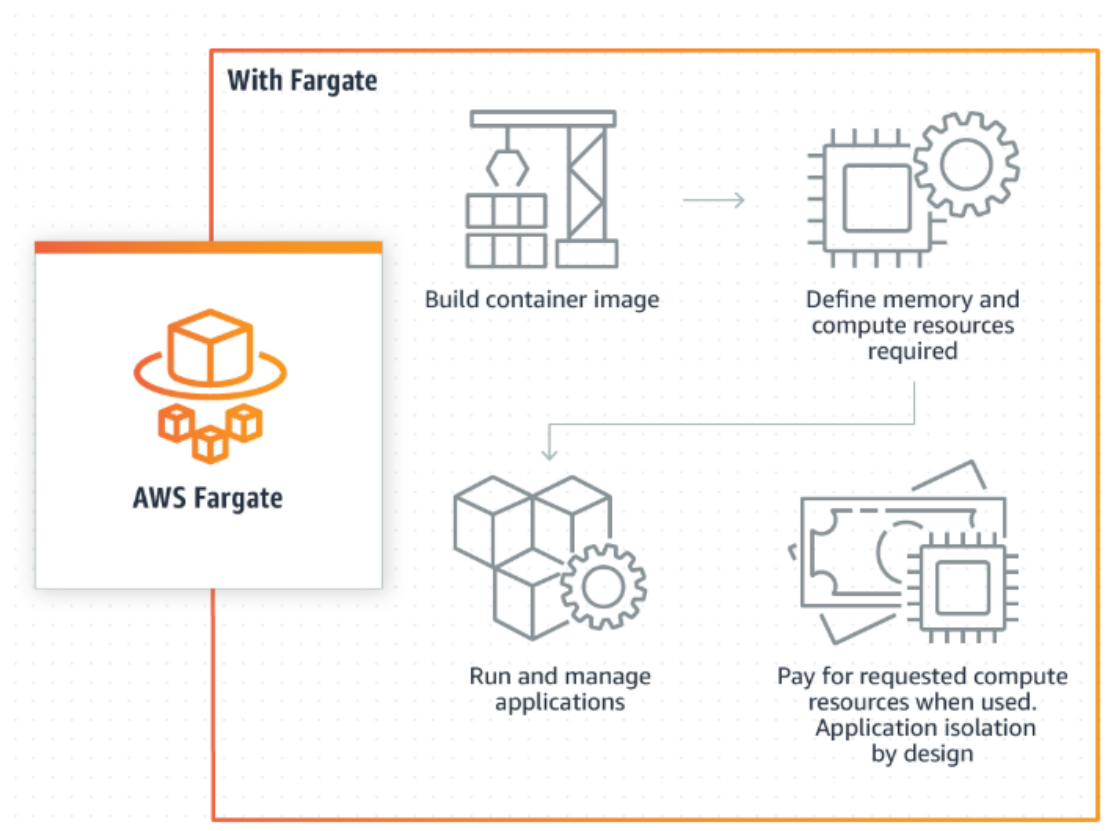 With Fargate
Build container image
Define memory and
compute resources
required
AWS Fargate
Run and manage
applications
Pay for requested compute
resources when used.
Application isolation
by design